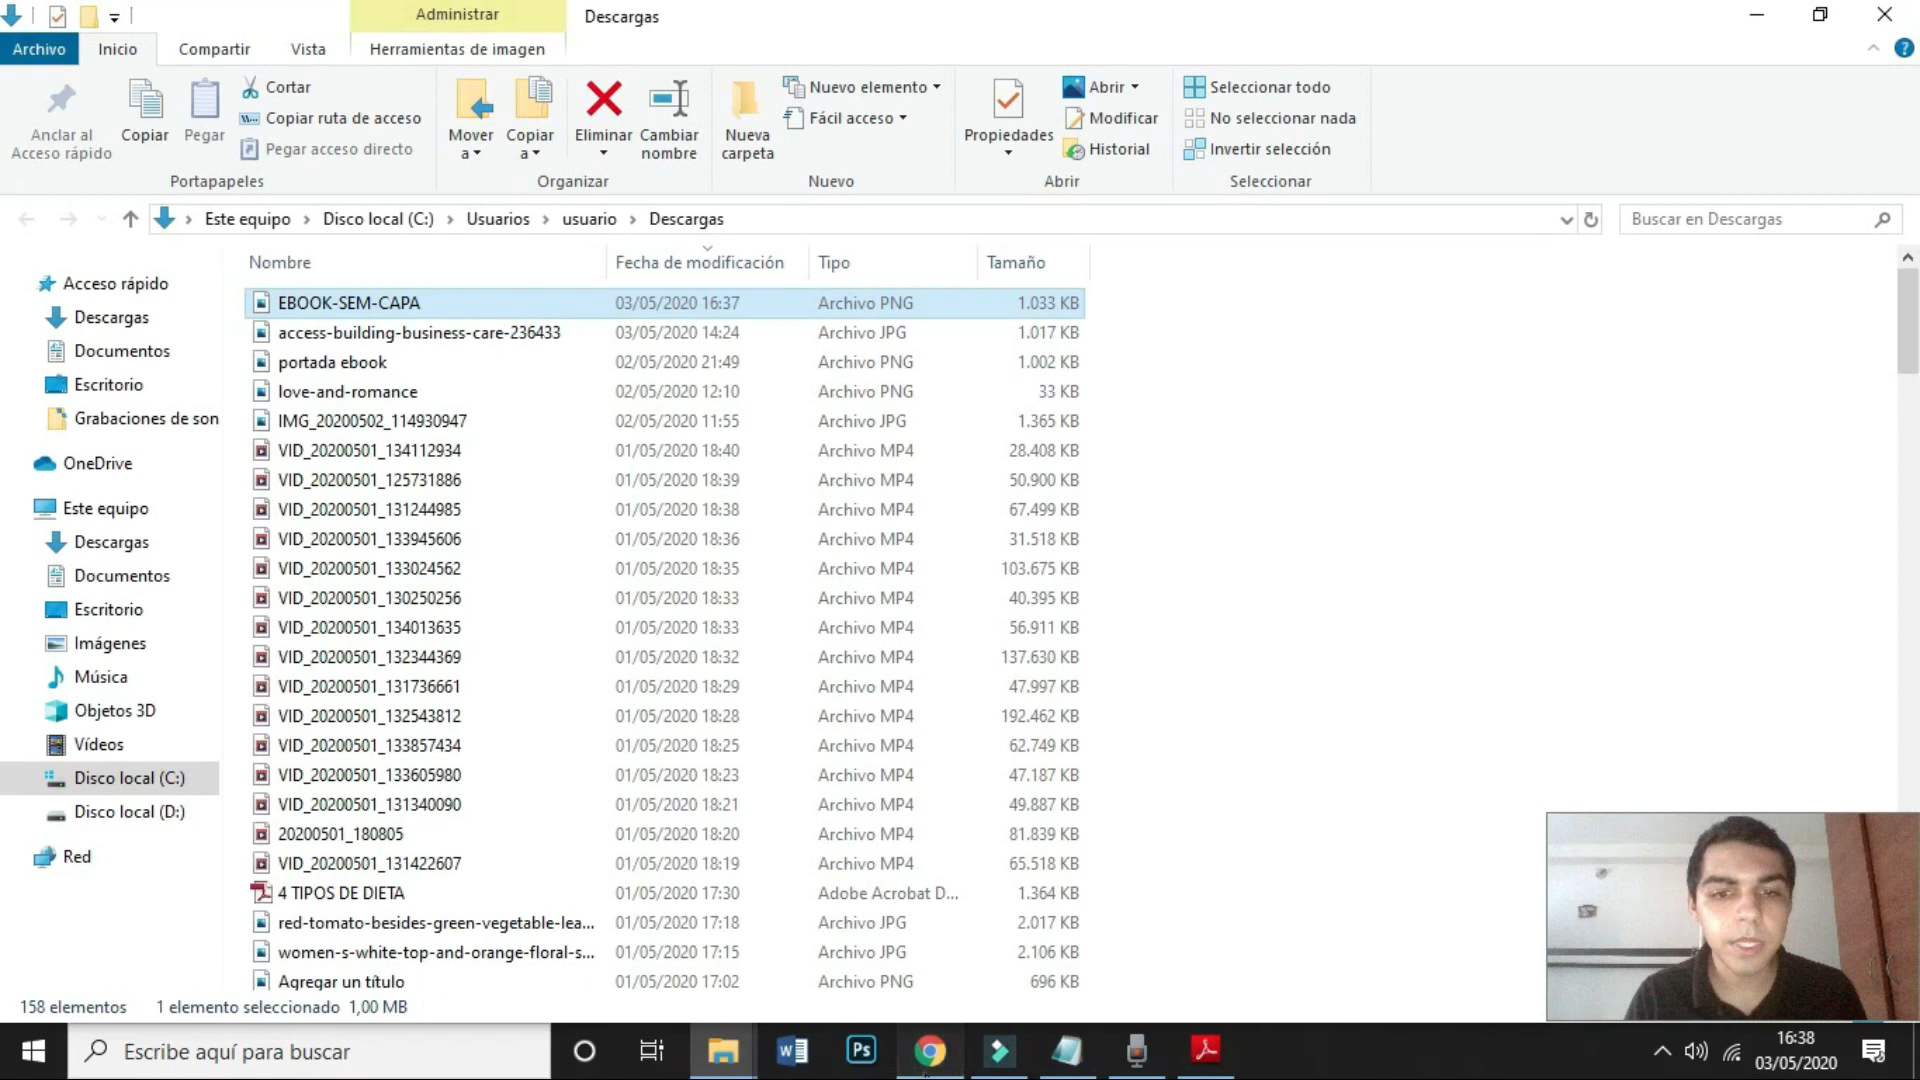 Administrar
Descargas
Archivo
Inicio
Compartir
Vista
Herramientas de imagen
Anclar al
Acceso rápido
Copiar
Pegar
Cortar
Copiar ruta de acceso
Pegar acceso directo
Portapapeles
Mover
a
Copiar
a
Eliminar
Cambiar
nombre
Organizar
Nueva
carpeta
Nuevo elemento
Fácil acceso
Nuevo
Propiedades
Abrir
Modificar
Historial
Abrir
Seleccionar todo
No seleccionar nada
Invertir selección
Seleccionar
Este equipo > Disco local (C:) > Usuarios > usuario > Descargas
Buscar en Descargas
Acceso rápido
Descargas
Documentos
Escritorio
Grabaciones de son
OneDrive
Este equipo
Descargas
Documentos
Escritorio
Imágenes
Música
Objetos 3D
Vídeos
Disco local (C:)
Disco local (D:)
Red
Nombre Fecha de modificación Tipo Tamaño
EBOOK-SEM-CAPA 03/05/2020 16:37 Archivo PNG 1.033 KB
access-building-business-care-236433 03/05/2020 14:24 Archivo JPG 1.017 KB
portada ebook 02/05/2020 21:49 Archivo PNG 1.002 KB
love-and-romance 02/05/2020 12:10 Archivo PNG 33 KB
IMG_20200502_114930947 02/05/2020 11:55 Archivo JPG 1.365 KB
VID_20200501_134112934 01/05/2020 18:40 Archivo MP4 28.408 KB
VID_20200501_125731886 01/05/2020 18:39 Archivo MP4 50.900 KB
VID_20200501_131244985 01/05/2020 18:38 Archivo MP4 67.499 KB
VID_20200501_133945606 01/05/2020 18:36 Archivo MP4 31.518 KB
VID_20200501_133024562 01/05/2020 18:35 Archivo MP4 103.675 KB
VID_20200501_130250256 01/05/2020 18:33 Archivo MP4 40.395 KB
VID_20200501_134013635 01/05/2020 18:33 Archivo MP4 56.911 KB
VID_20200501_132344369 01/05/2020 18:32 Archivo MP4 137.630 KB
VID_20200501_131736661 01/05/2020 18:29 Archivo MP4 47.997 KB
VID_20200501_132543812 01/05/2020 18:28 Archivo MP4 192.462 KB
VID_20200501_133857434 01/05/2020 18:25 Archivo MP4 62.749 KB
VID_20200501_133605980 01/05/2020 18:23 Archivo MP4 47.187 KB
VID_20200501_131340090 01/05/2020 18:21 Archivo MP4 49.887 KB
20200501_180805 01/05/2020 18:20 Archivo MP4 81.839 KB
VID_20200501_131422607 01/05/2020 18:19 Archivo MP4 65.518 KB
4 TIPOS DE DIETA 01/05/2020 17:30 Adobe Acrobat D... 1.364 KB
red-tomato-besides-green-vegetable-lea... 01/05/2020 17:18 Archivo JPG 2.017 KB
women-s-white-top-and-orange-floral-s... 01/05/2020 17:15 Archivo JPG 2.106 KB
Agregar un título 01/05/2020 17:02 Archivo PNG 696 KB
158 elementos 1 elemento seleccionado 1,00 MB
Escribe aquí para buscar
Ps
16:38
03/05/2020